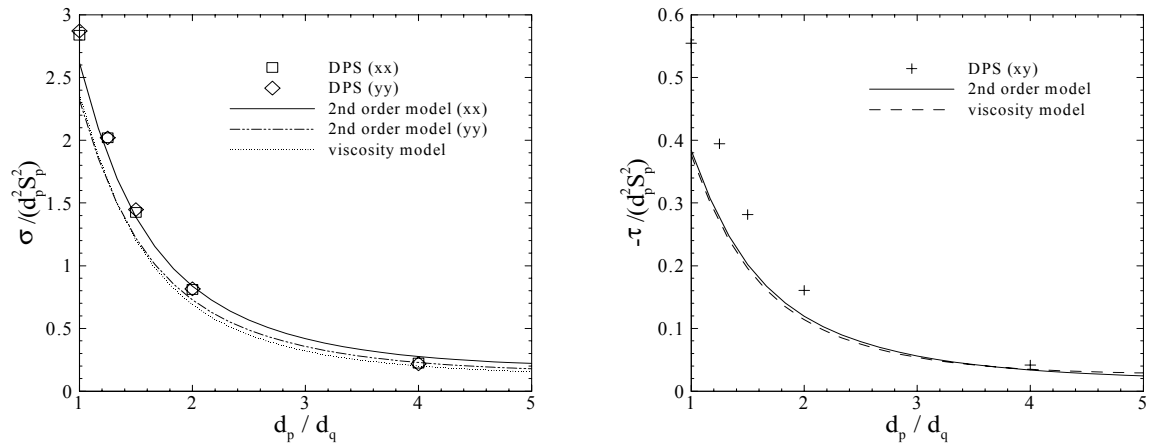 3
2.5
2
1.5
1
0.5
0
σ /(d_p^2 S_p^2)
DPS (xx)
DPS (yy)
2nd order model (xx)
2nd order model (yy)
viscosity model
1 2 3 4 5
d_p / d_q
0.6
0.5
0.4
0.3
0.2
0.1
0
-τ /(d_p^2 S_p^2)
DPS (xy)
2nd order model
viscosity model
1 2 3 4 5
d_p / d_q